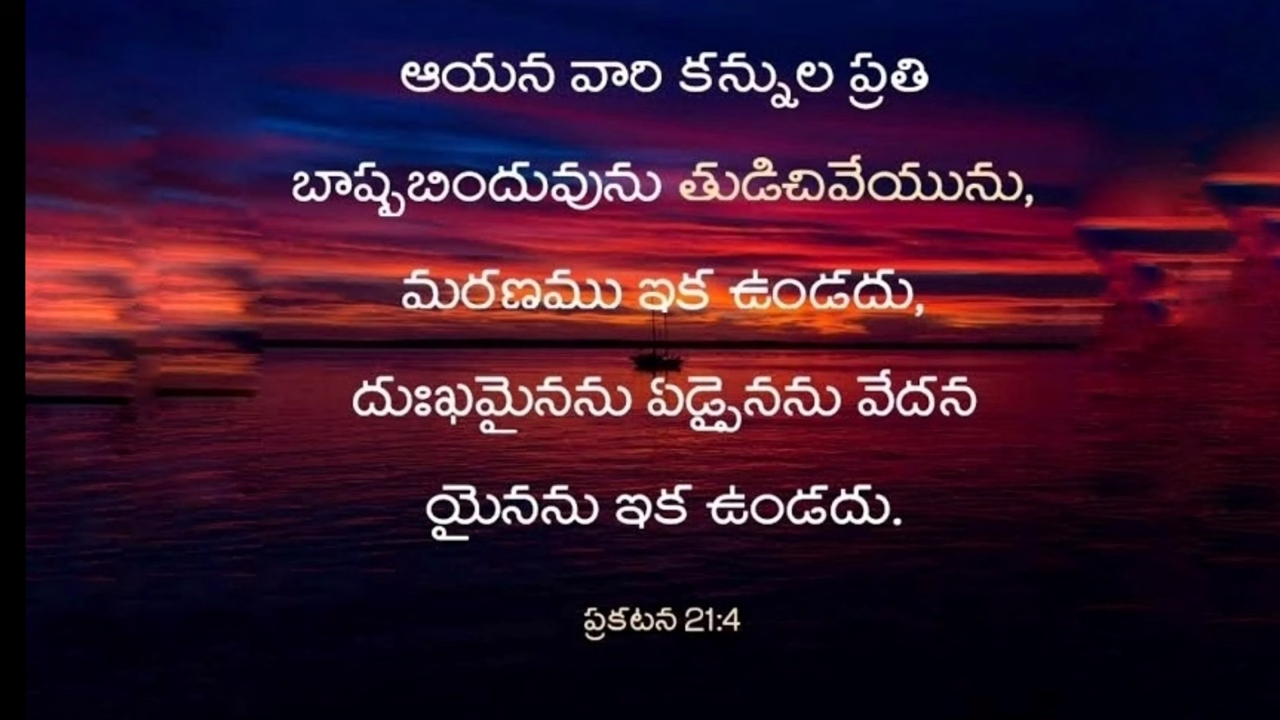 ఆయన వారి కన్నుల ప్రతి
బాష్పబిందువును తుడిచివేయును,
మరణము ఇక ఉండదు,
దుఃఖమైనను ఏడ్పైనను వేదన
యైనను ఇక ఉండదు.
ప్రకటన 21:4